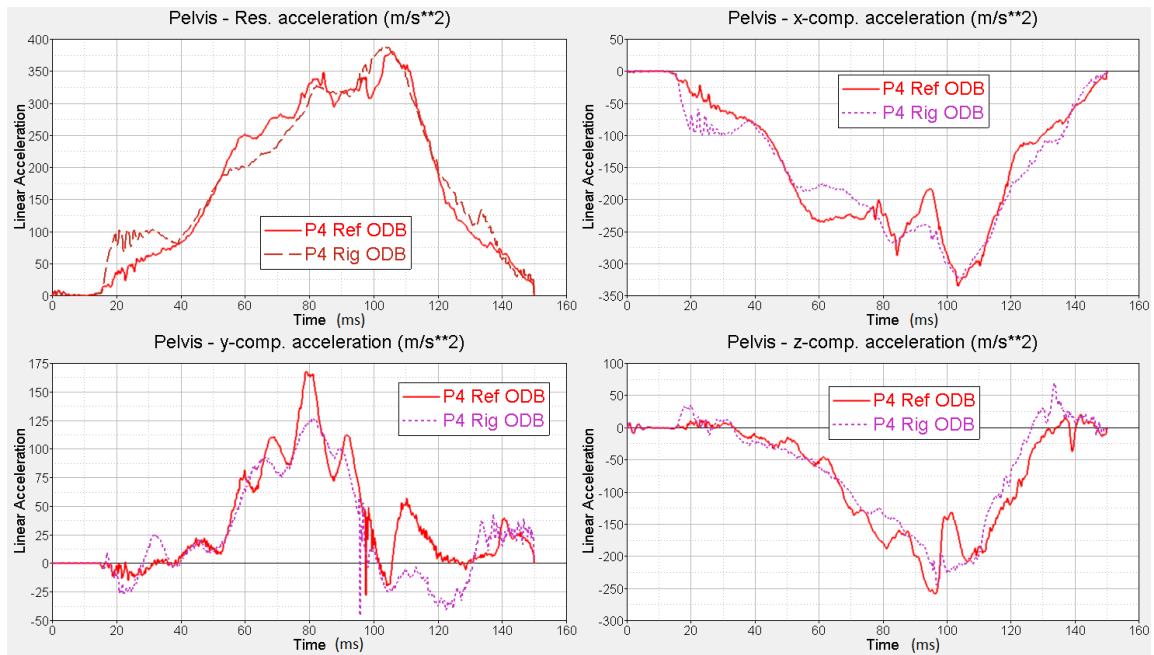 Pelvis - Res. acceleration (m/s**2)
400
350
300
250
200
150
100
50
0
Linear Acceleration
P4 Ref ODB
P4 Rig ODB
0 20 40 60 80 100 120 140 160
Time (ms)
Pelvis - x-comp. acceleration (m/s**2)
50
0
-50
-100
-150
-200
-250
-300
-350
Linear Acceleration
P4 Ref ODB
P4 Rig ODB
0 20 40 60 80 100 120 140 160
Time (ms)
Pelvis - y-comp. acceleration (m/s**2)
175
150
125
100
75
50
25
0
-25
-50
Linear Acceleration
P4 Ref ODB
P4 Rig ODB
0 20 40 60 80 100 120 140 160
Time (ms)
Pelvis - z-comp. acceleration (m/s**2)
100
50
0
-50
-100
-150
-200
-250
-300
Linear Acceleration
P4 Ref ODB
P4 Rig ODB
0 20 40 60 80 100 120 140 160
Time (ms)